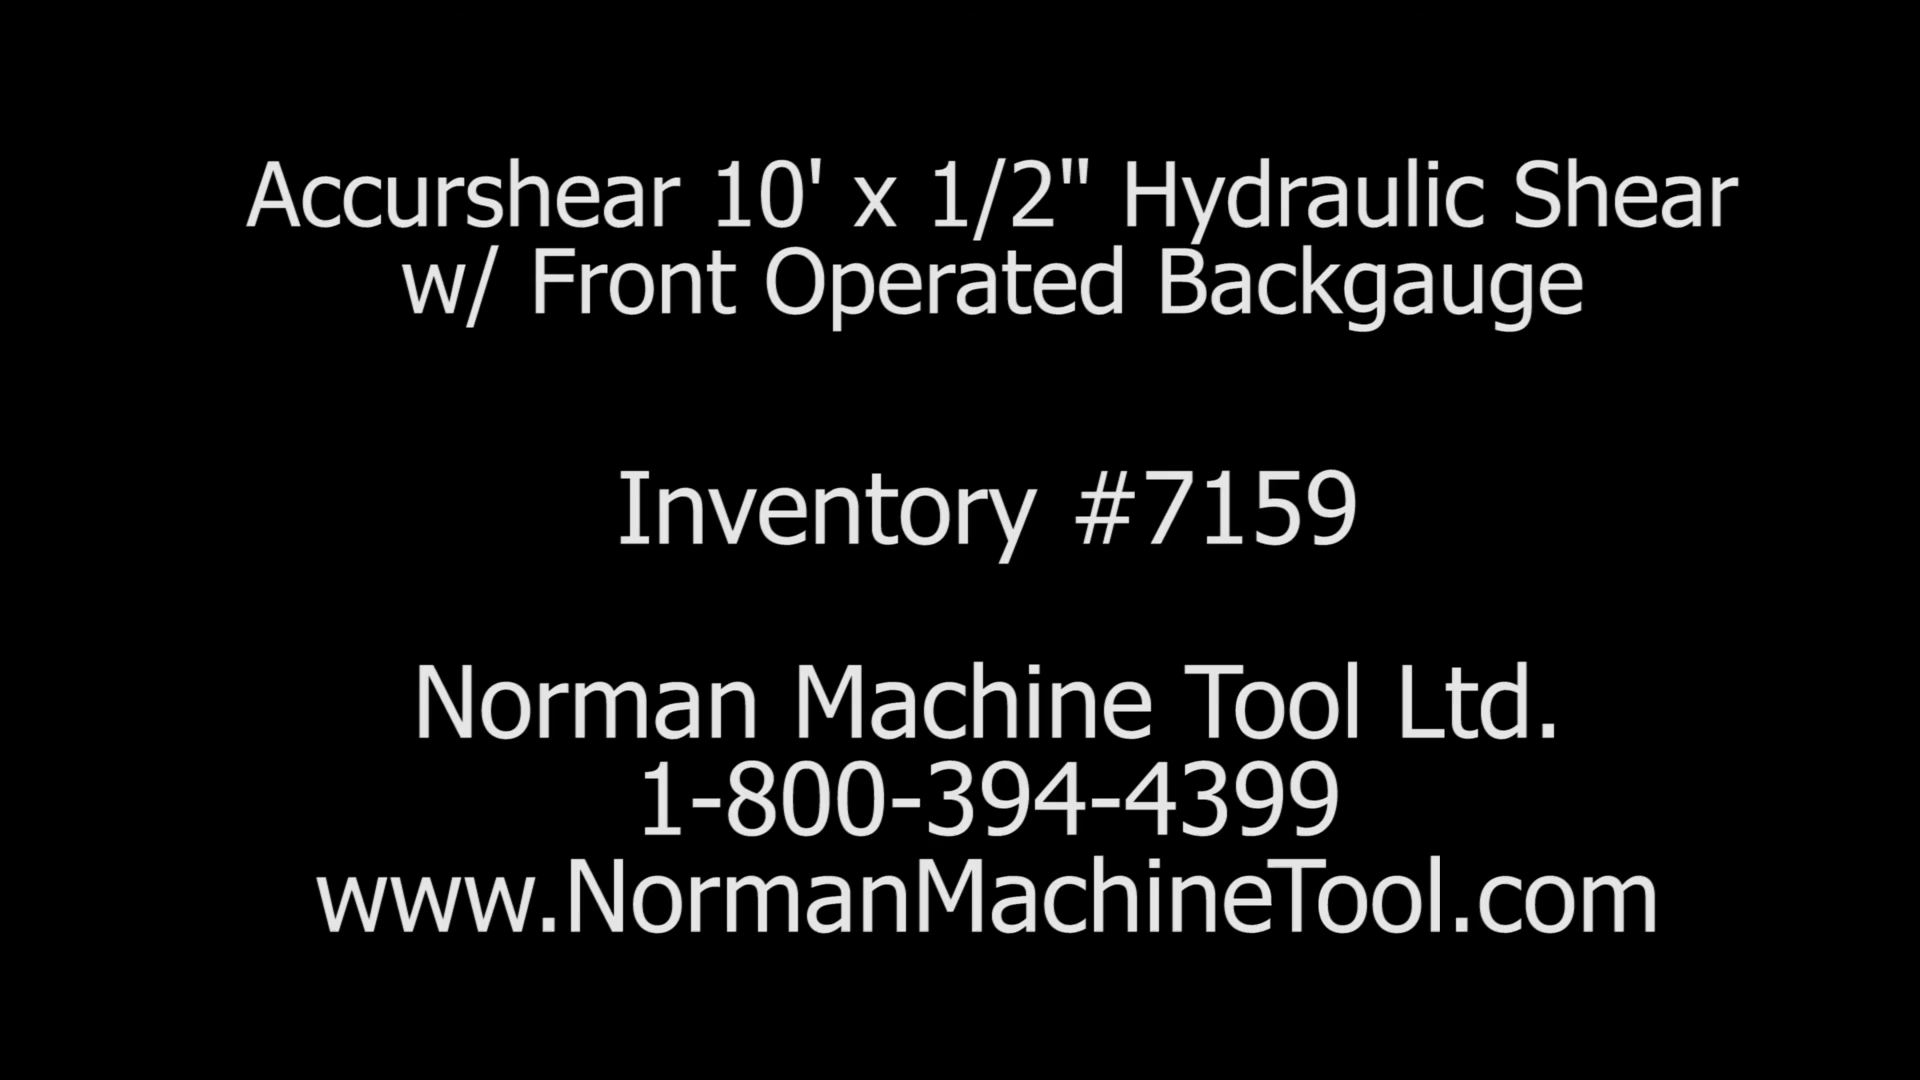 Accurshear 10' x 1/2" Hydraulic Shear
w/ Front Operated Backgauge
Inventory #7159
Norman Machine Tool Ltd.
1-800-394-4399
www.NormanMachineTool.com